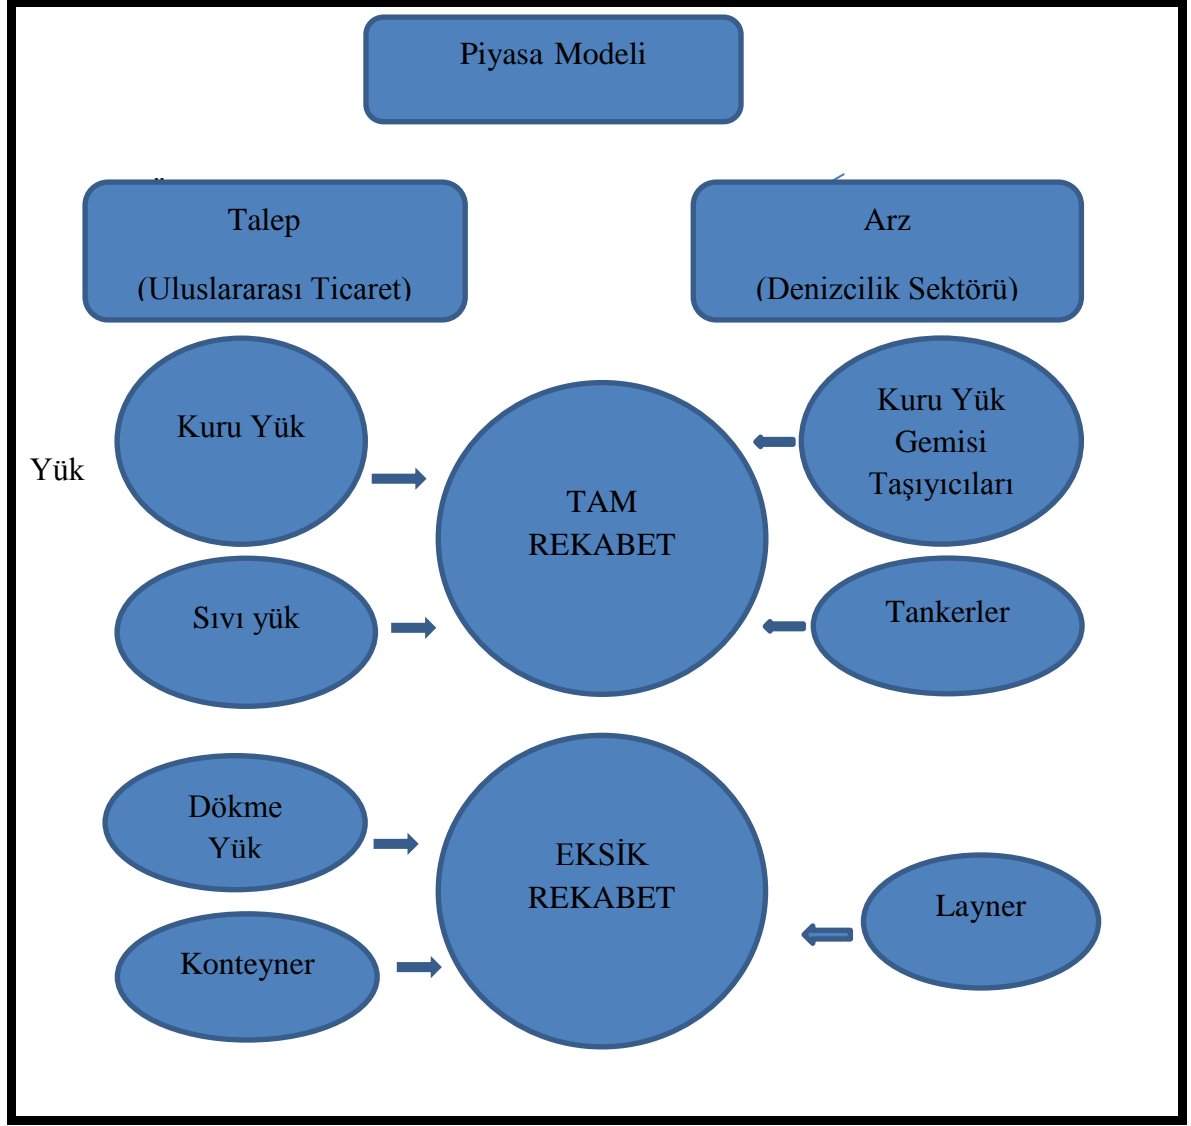 Piyasa Modeli
Talep
(Uluslararası Ticaret)
Arz
(Denizcilik Sektörü)
Kuru Yük
Yük
Kuru Yük
Gemisi
Taşıyıcıları
TAM
REKABET
Sıvı yük
Tankerler
Dökme
Yük
EKSİK
REKABET
Layner
Konteyner